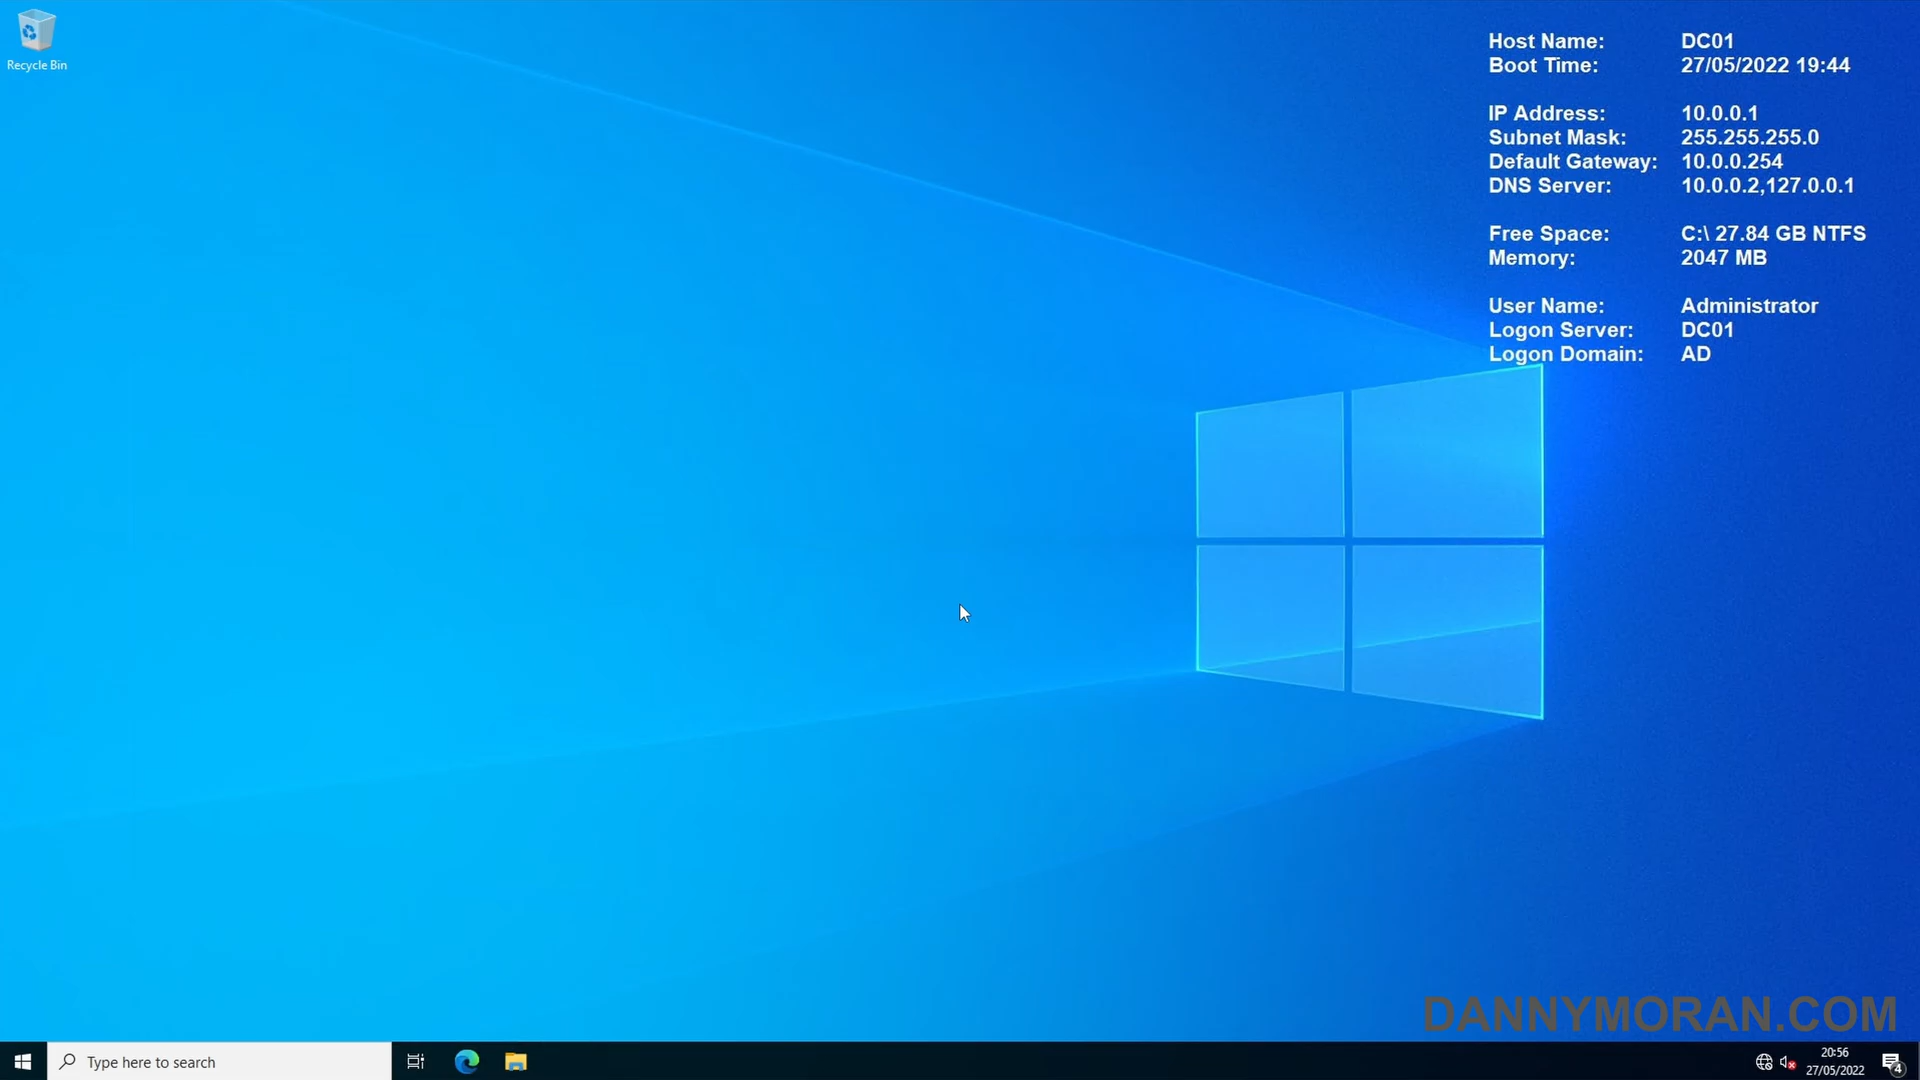 Recycle Bin
Host Name: DC01
Boot Time: 27/05/2022 19:44
IP Address: 10.0.0.1
Subnet Mask: 255.255.255.0
Default Gateway: 10.0.0.254
DNS Server: 10.0.0.2,127.0.0.1
Free Space: C:\ 27.84 GB NTFS
Memory: 2047 MB
User Name: Administrator
Logon Server: DC01
Logon Domain: AD
DANNYMORAN.COM
Type here to search
20:56
27/05/2022
4